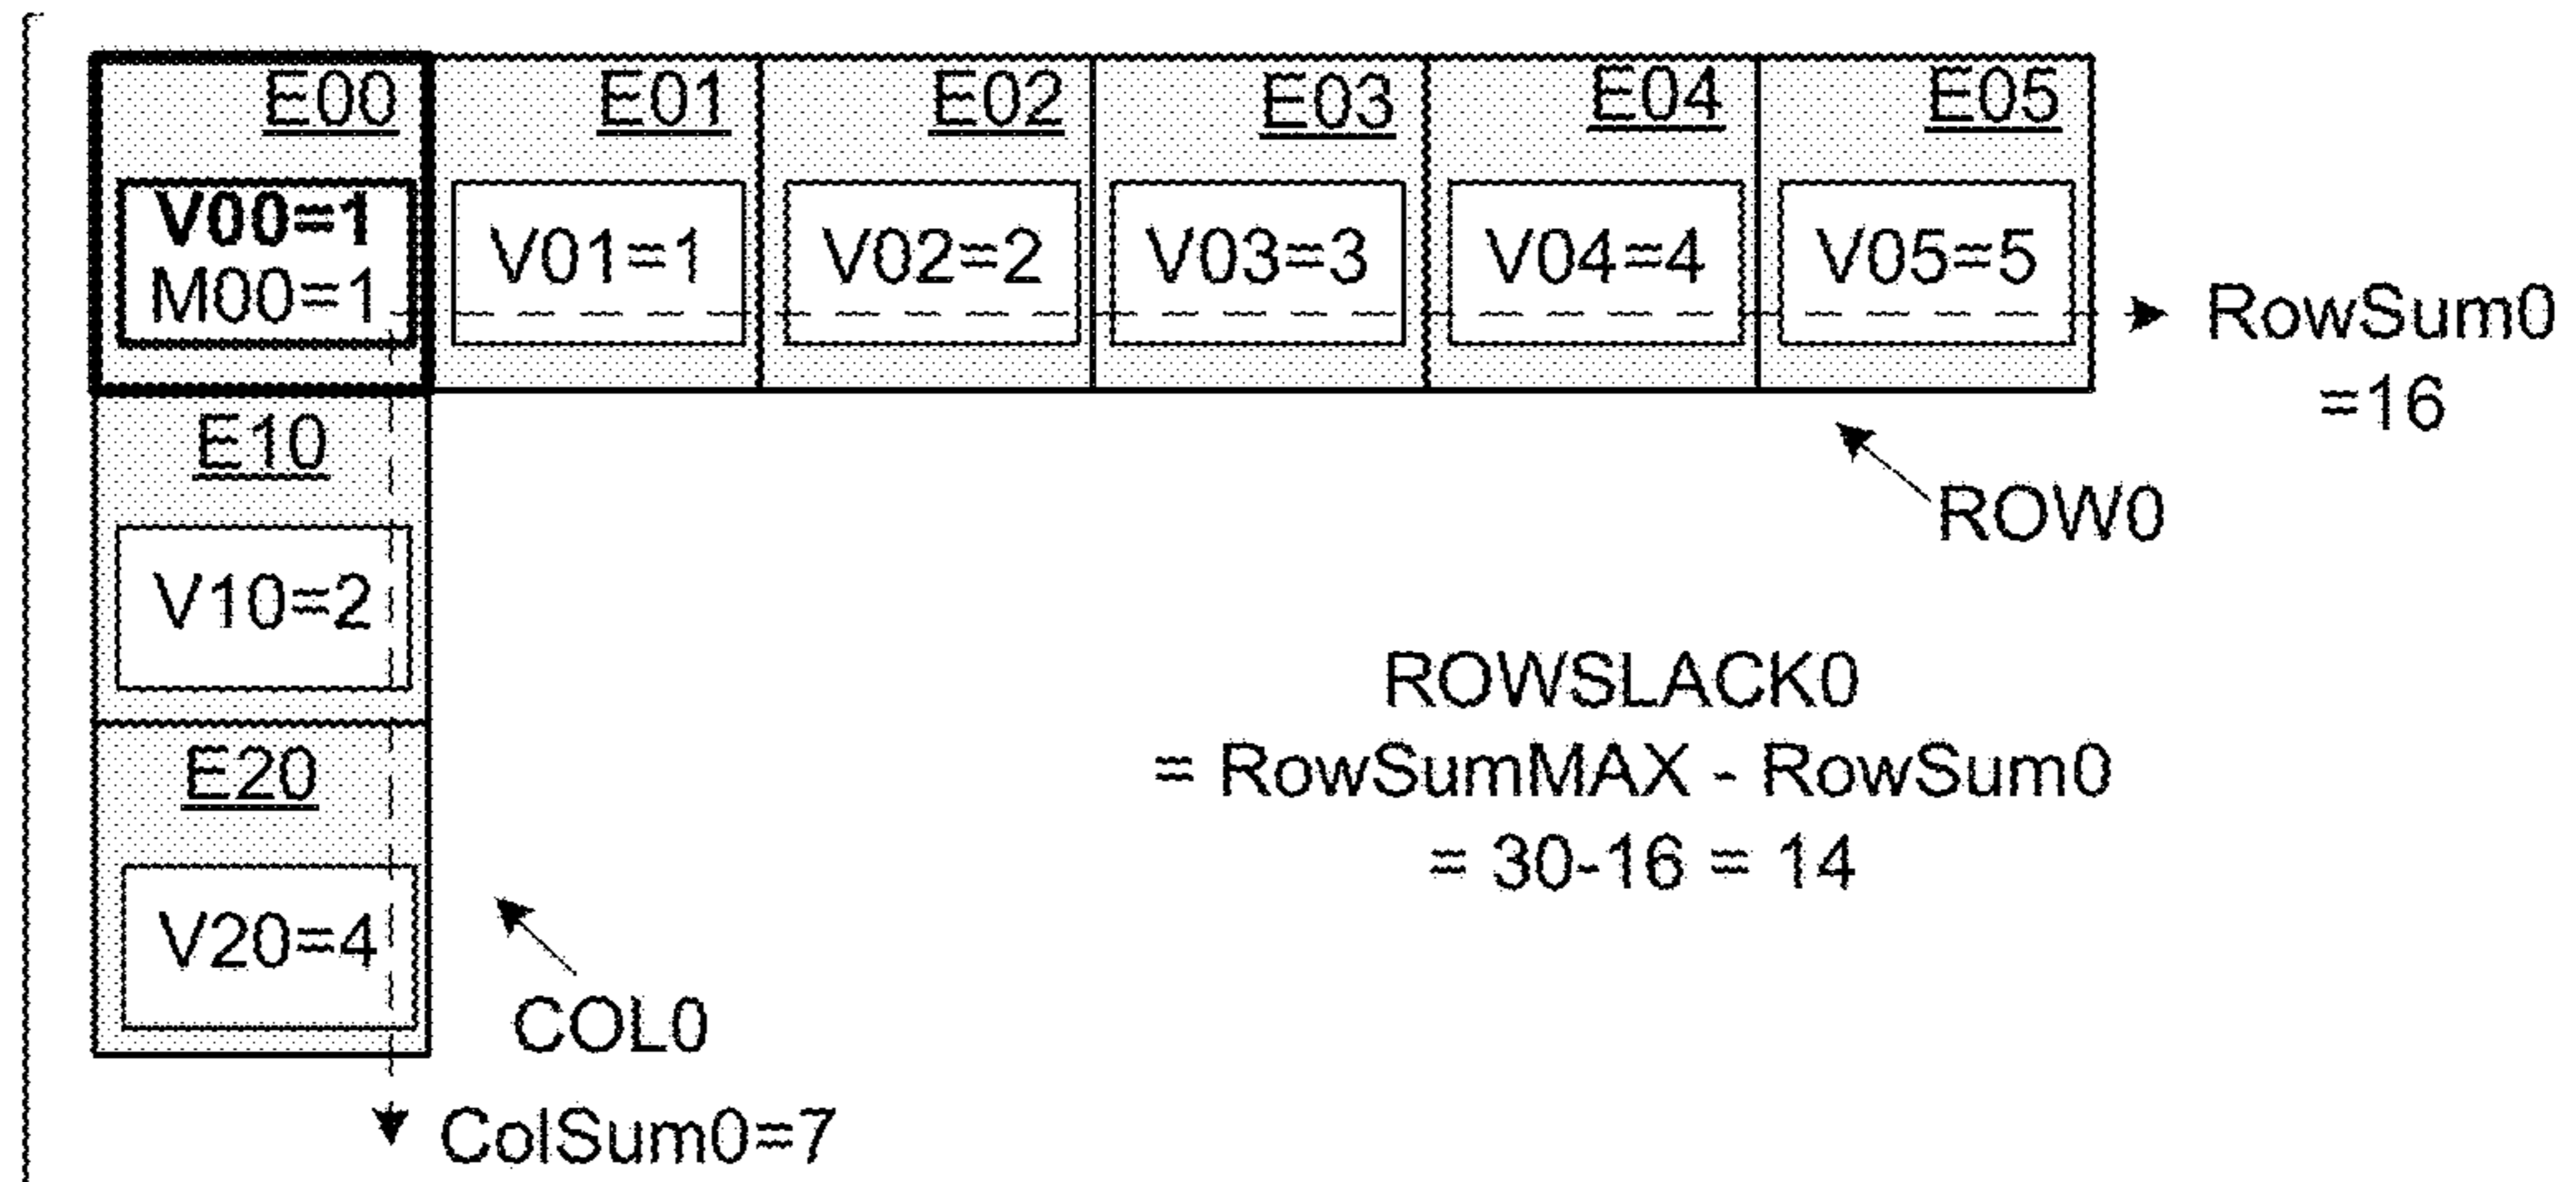 E00 E01 E02 E03 E04 E05
V00=1
M00=1
V01=1 V02=2 V03=3 V04=4 V05=5
RowSum0
=16
E10
ROW0
V10=2
ROWSLACK0
= RowSumMAX - RowSum0
= 30-16 = 14
E20
V20=4
COL0
ColSum0=7